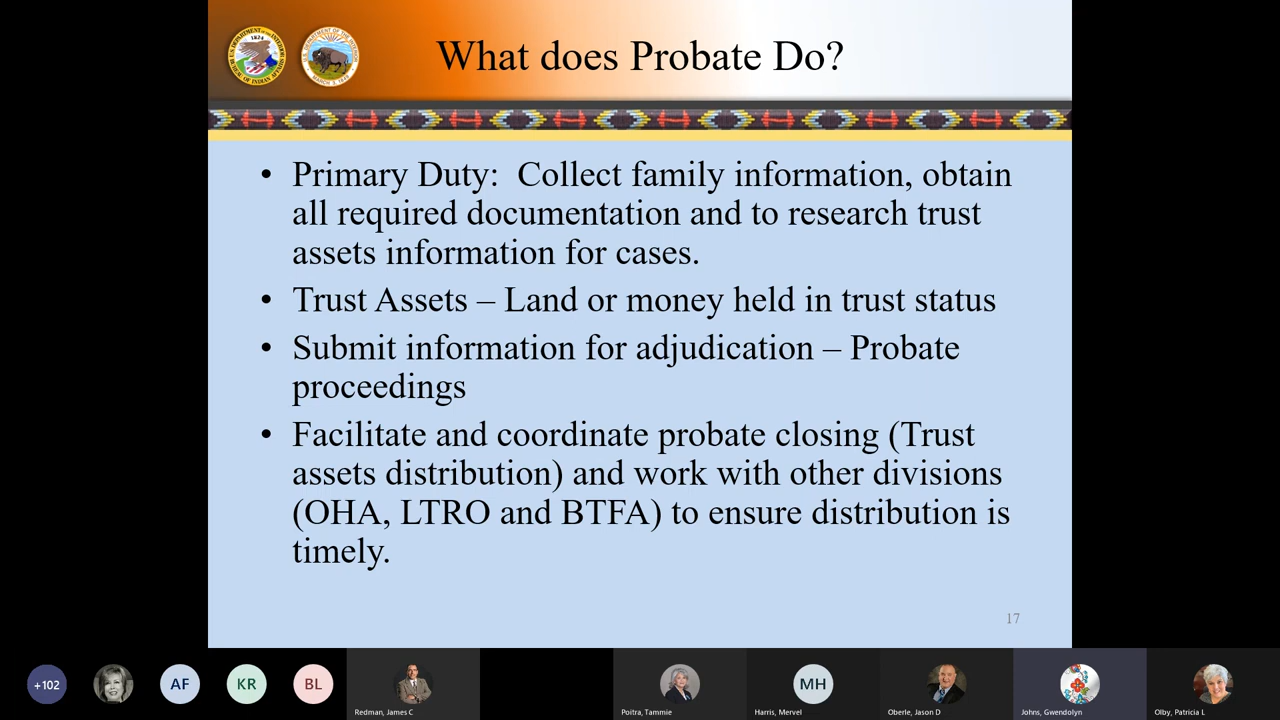 What does Probate Do?
• Primary Duty:  Collect family information, obtain
all required documentation and to research trust
assets information for cases.
• Trust Assets – Land or money held in trust status
• Submit information for adjudication – Probate
proceedings
• Facilitate and coordinate probate closing (Trust
assets distribution) and work with other divisions
(OHA, LTRO and BTFA) to ensure distribution is
timely.
17
+102
AF
KR
BL
Redman, James C
Poitra, Tammie
MH
Harris, Mervel
Oberle, Jason D
Johns, Gwendolyn
Olby, Patricia L